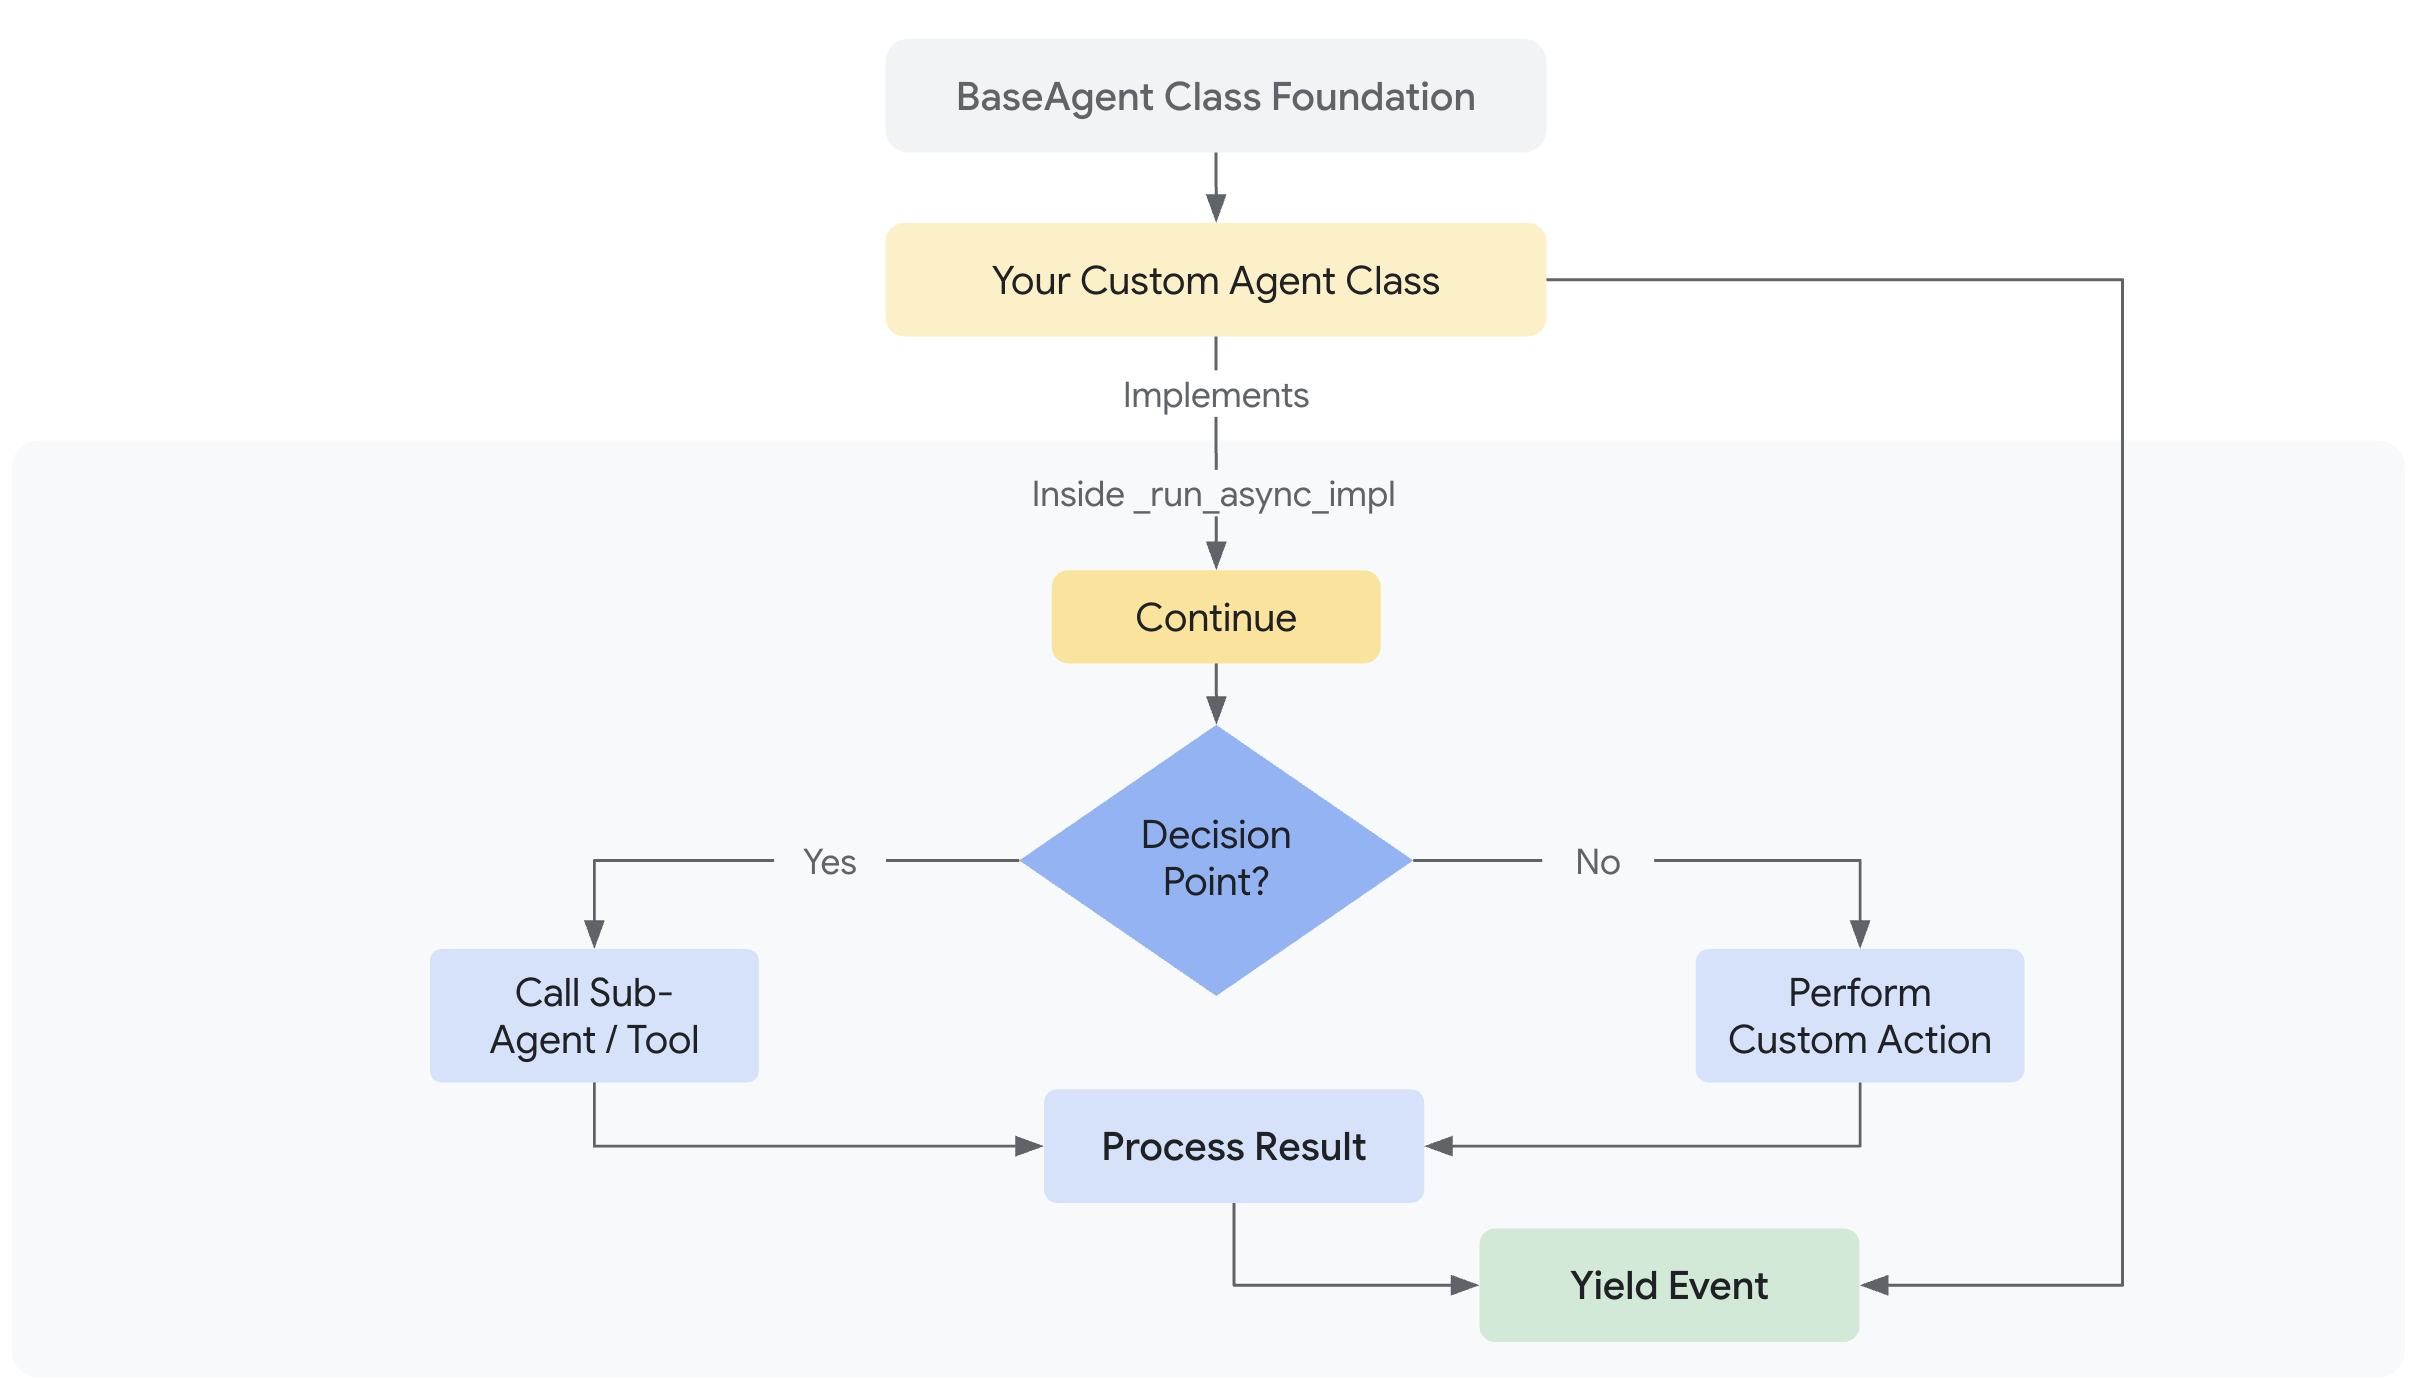 BaseAgent Class Foundation
Your Custom Agent Class
Implements
Inside _run_async_impl
Continue
Decision
Point?
Yes
No
Call Sub-
Agent / Tool
Perform
Custom Action
Process Result
Yield Event